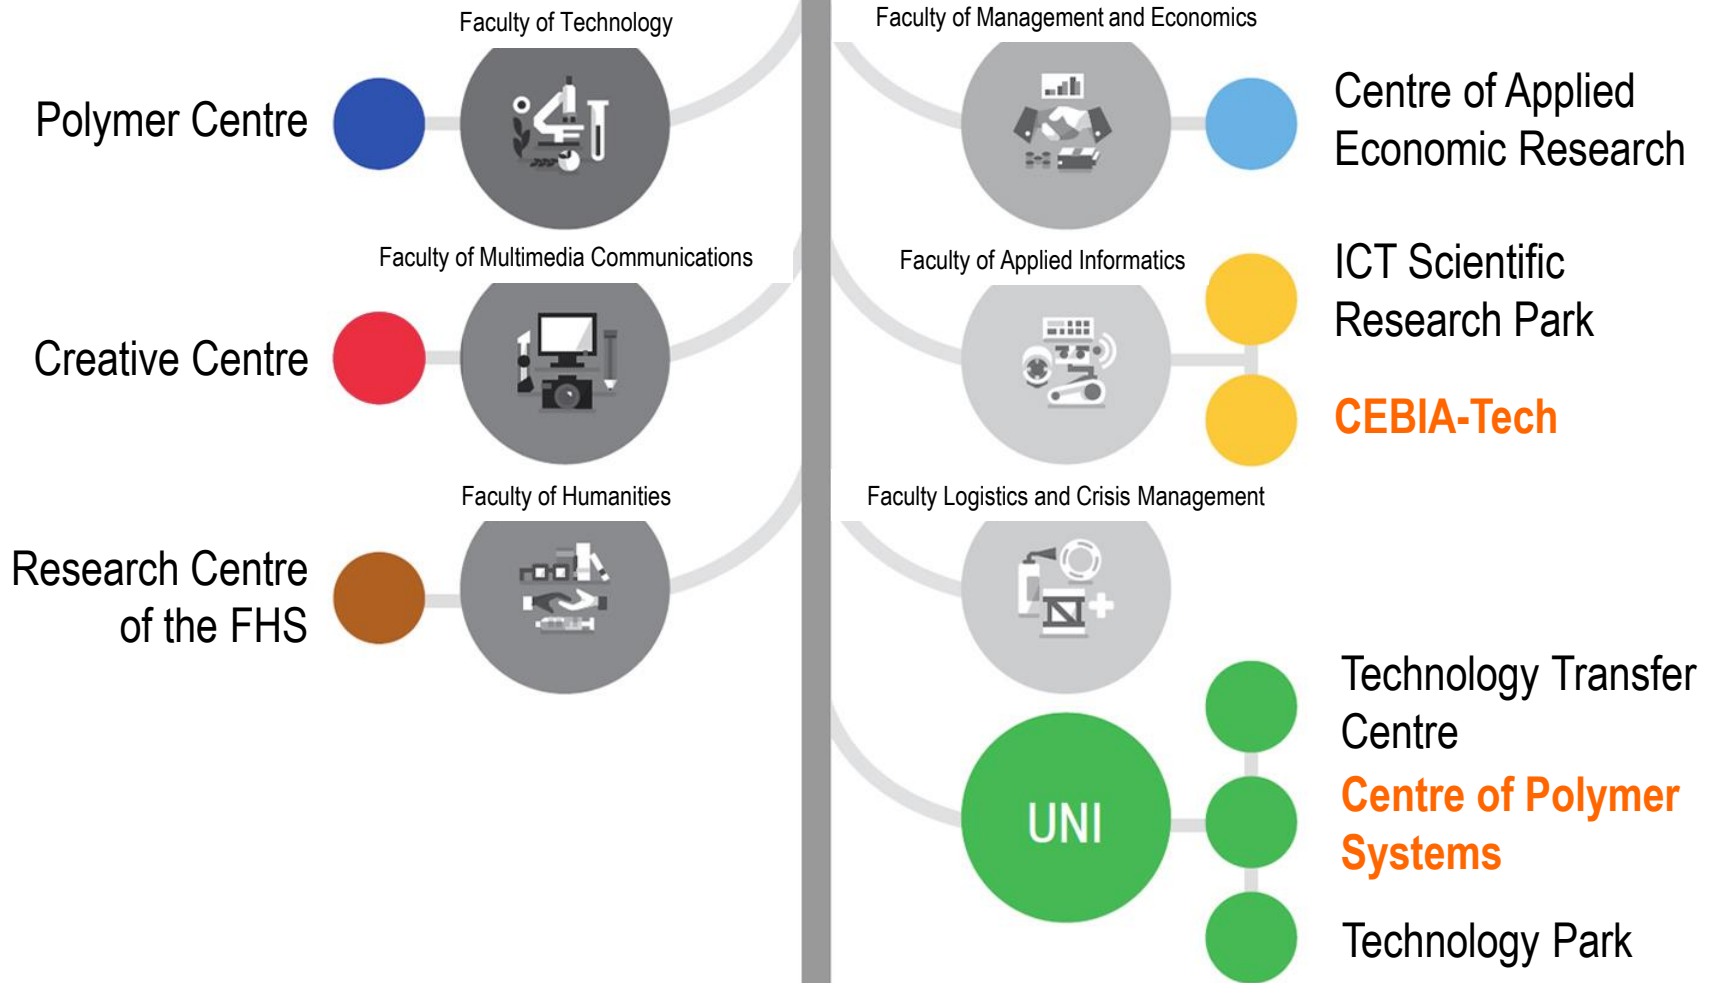 Faculty of Technology
Polymer Centre
Faculty of Multimedia Communications
Creative Centre
Faculty of Humanities
Research Centre
of the FHS
Faculty of Management and Economics
Centre of Applied
Economic Research
Faculty of Applied Informatics
ICT Scientific
Research Park
CEBIA-Tech
Faculty Logistics and Crisis Management
UNI
Technology Transfer
Centre
Centre of Polymer
Systems
Technology Park